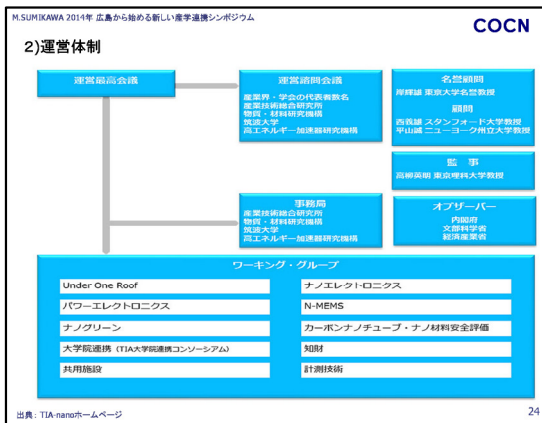 M.SUMIKAWA 2014年 広島から始める新しい産学連携シンポジウム
COCN
2)運営体制
運営最高会議
運営諮問会議
産業界・学会の代表者数名
産業技術総合研究所
物質・材料研究機構
筑波大学
高エネルギー加速器研究機構
名誉顧問
岸輝雄 東京大学名誉教授
顧問
西義雄 スタンフォード大学教授
平山誠 ニューヨーク州立大学教授
監事
高柳英明 東京理科大学教授
事務局
産業技術総合研究所
物質・材料研究機構
筑波大学
高エネルギー加速器研究機構
オブザーバー
内閣府
文部科学省
経済産業省
ワーキング・グループ
Under One Roof
ナノエレクトロニクス
パワーエレクトロニクス
N-MEMS
ナノグリーン
カーボンナノチューブ・ナノ材料安全評価
大学院連携(TIA大学院連携コンソーシアム)
知財
共用施設
計測技術
出典:TIA-nanoホームページ
24